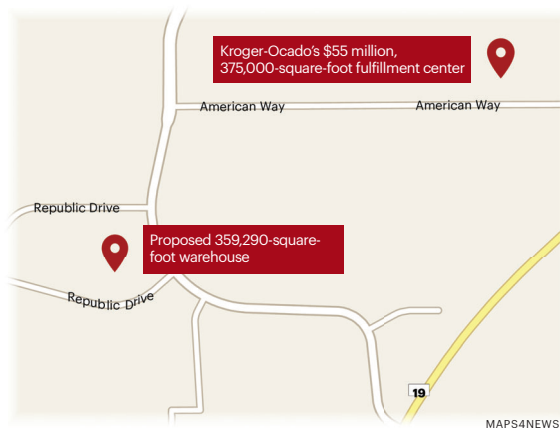 Kroger-Ocado's $55 million,
375,000-square-foot fulfillment center
American Way
American Way
Republic Drive
Proposed 359,290-square-
foot warehouse
Republic Drive
19
MAPS4NEWS